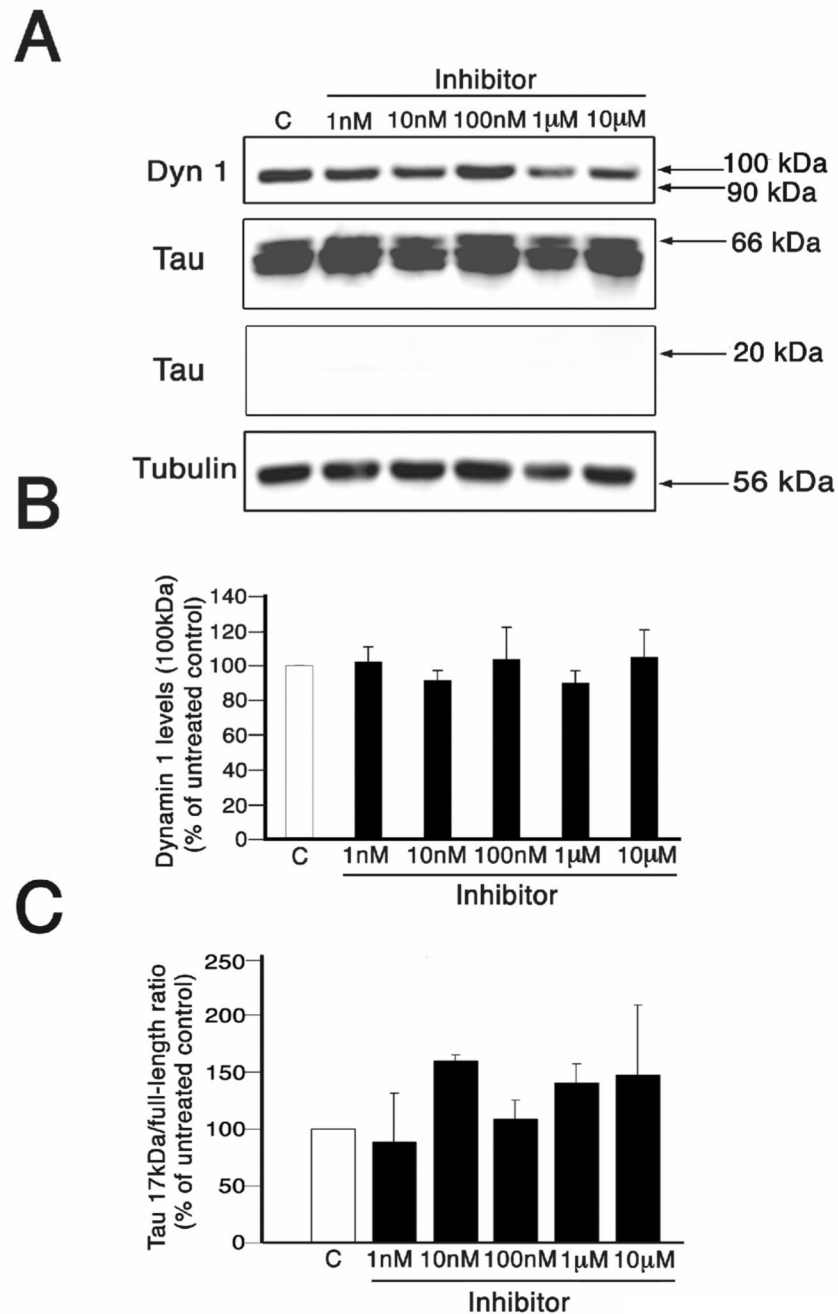 A
Inhibitor
C 1nM 10nM 100nM 1μM 10μM
Dyn 1
100 kDa
90 kDa
Tau
66 kDa
Tau
20 kDa
Tubulin
56 kDa
B
Dynamin 1 levels (100kDa)
(% of untreated control)
140
120
100
80
60
40
20
0
C 1nM 10nM 100nM 1μM 10μM
Inhibitor
C
Tau 17kDa/full-length ratio
(% of untreated control)
250
200
150
100
50
0
C 1nM 10nM 100nM 1μM 10μM
Inhibitor